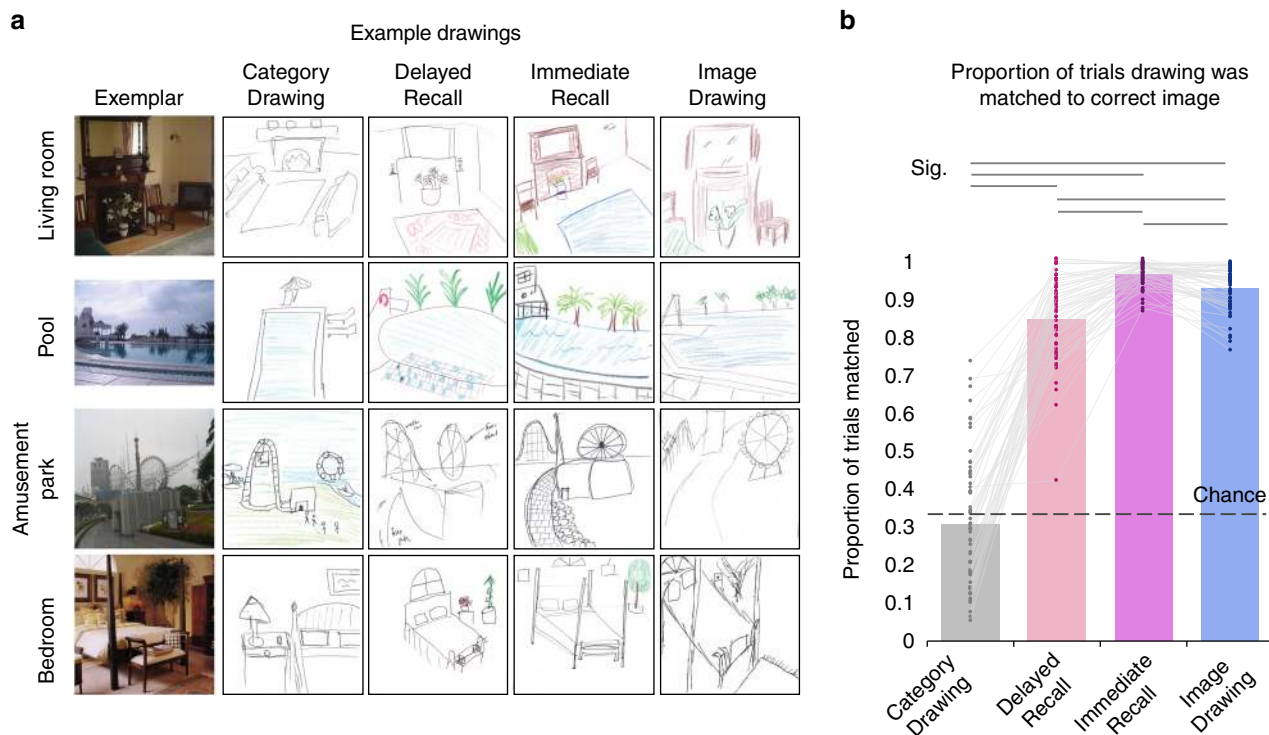 a
Example drawings
Exemplar
Category
Drawing
Delayed
Recall
Immediate
Recall
Image
Drawing
Living room
Pool
Amusement
park
Bedroom
b
Proportion of trials drawing was
matched to correct image
Sig.
Proportion of trials matched
1
0.9
0.8
0.7
0.6
0.5
0.4
0.3
0.2
0.1
0
Chance
Category
Drawing
Delayed
Recall
Immediate
Recall
Image
Drawing